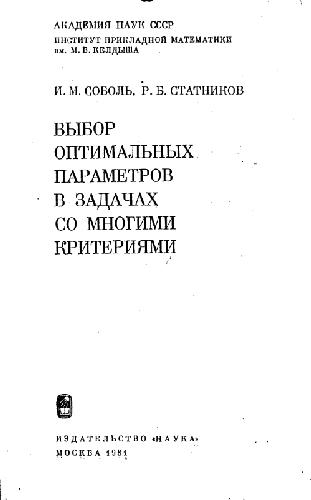 АКАДЕМИЯ НАУК СССР
ИНСТИТУТ ПРИКЛАДНОЙ МАТЕМАТИКИ
им. М. В. КЕЛДЫША
И. М. СОБОЛЬ, Р. Б. СТАТНИКОВ
ВЫБОР
ОПТИМАЛЬНЫХ
ПАРАМЕТРОВ
В ЗАДАЧАХ
СО МНОГИМИ
КРИТЕРИЯМИ
ИЗДАТЕЛЬСТВО «НАУКА»
МОСКВА 1981